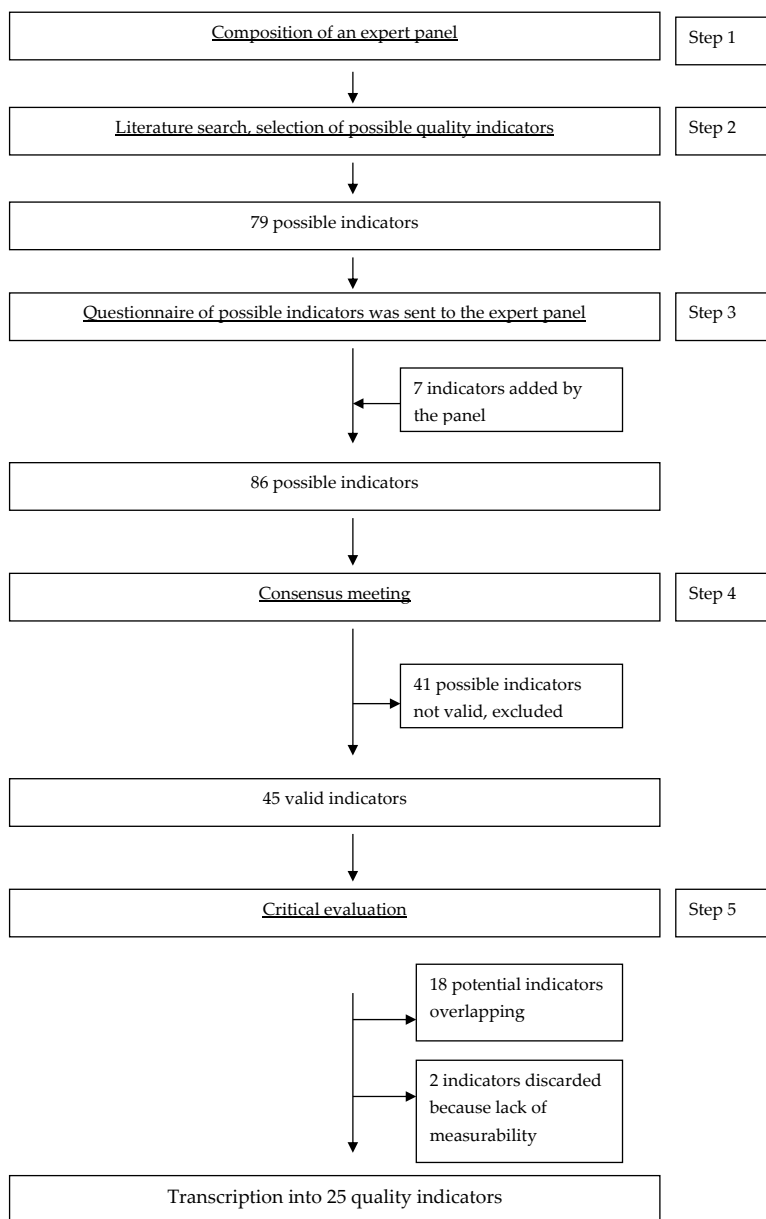 Composition of an expert panel
Step 1
Literature search, selection of possible quality indicators
Step 2
79 possible indicators
Questionnaire of possible indicators was sent to the expert panel
Step 3
7 indicators added by
the panel
86 possible indicators
Consensus meeting
Step 4
41 possible indicators
not valid, excluded
45 valid indicators
Critical evaluation
Step 5
18 potential indicators
overlapping
2 indicators discarded
because lack of
measurability
Transcription into 25 quality indicators